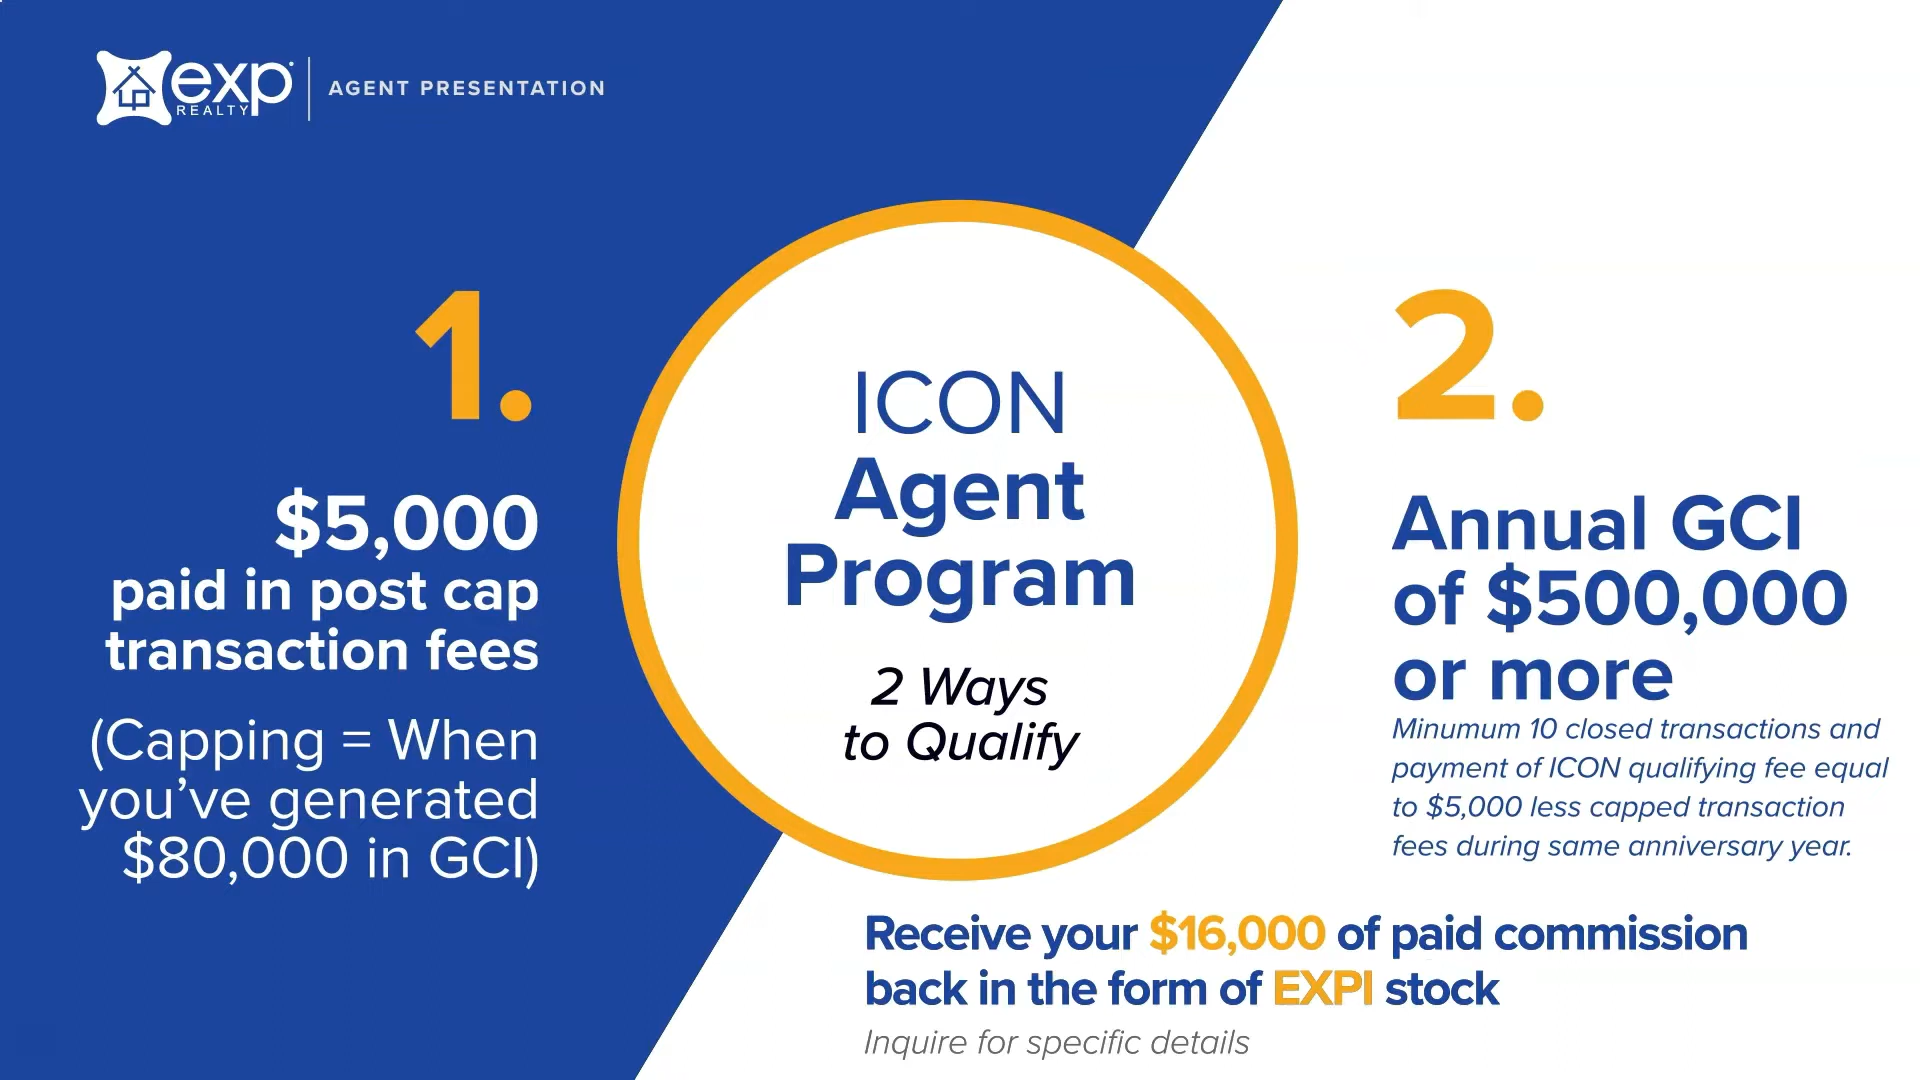 exp
REALTY
AGENT PRESENTATION
1.
$5,000
paid in post cap
transaction fees
(Capping = When
you've generated
$80,000 in GCI)
ICON
Agent
Program
2 Ways
to Qualify
2.
Annual GCI
of $500,000
or more
Minumum 10 closed transactions and
payment of ICON qualifying fee equal
to $5,000 less capped transaction
fees during same anniversary year.
Receive your $16,000 of paid commission
back in the form of EXPI stock
Inquire for specific details